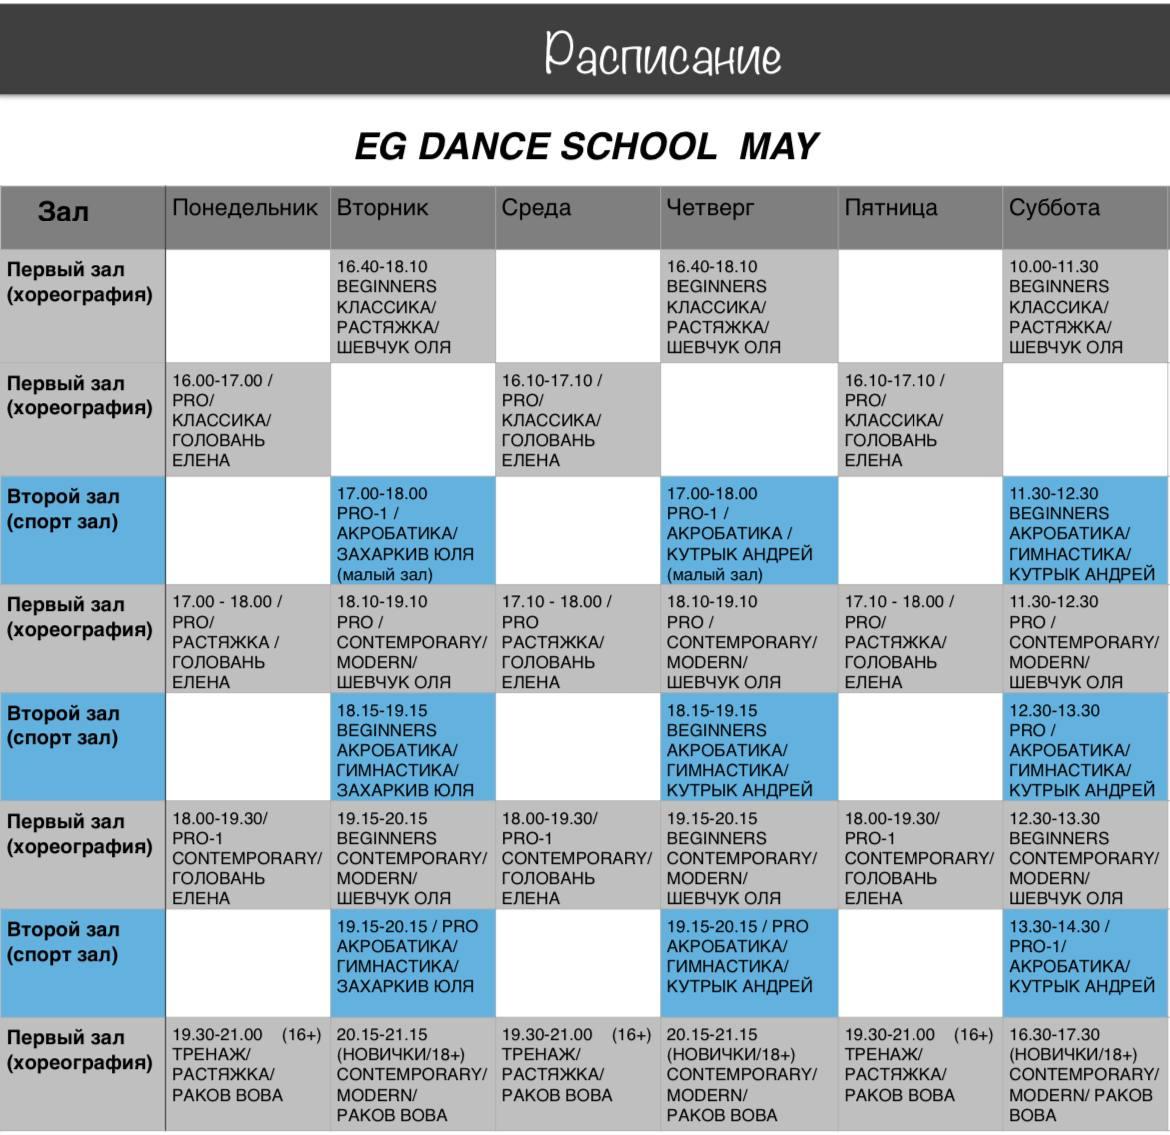 Расписание
EG DANCE SCHOOL MAY
Зал
Понедельник
Вторник
Среда
Четверг
Пятница
Суббота
Первый зал
(хореография)
16.40-18.10
BEGINNERS
КЛАССИКА/
РАСТЯЖКА/
ШЕВЧУК ОЛЯ
16.40-18.10
BEGINNERS
КЛАССИКА/
РАСТЯЖКА/
ШЕВЧУК ОЛЯ
10.00-11.30
BEGINNERS
КЛАССИКА/
РАСТЯЖКА/
ШЕВЧУК ОЛЯ
Первый зал
(хореография)
16.00-17.00 /
PRO/
КЛАССИКА/
ГОЛОВАНЬ
ЕЛЕНА
16.10-17.10 /
PRO/
КЛАССИКА/
ГОЛОВАНЬ
ЕЛЕНА
16.10-17.10 /
PRO/
КЛАССИКА/
ГОЛОВАНЬ
ЕЛЕНА
Второй зал
(спорт зал)
17.00-18.00
PRO-1 /
АКРОБАТИКА/
ЗАХАРКИВ ЮЛЯ
(малый зал)
17.00-18.00
PRO-1 /
АКРОБАТИКА /
КУТРЫК АНДРЕЙ
(малый зал)
11.30-12.30
BEGINNERS
АКРОБАТИКА/
ГИМНАСТИКА/
КУТРЫК АНДРЕЙ
Первый зал
(хореография)
17.00 - 18.00 /
PRO/
РАСТЯЖКА /
ГОЛОВАНЬ
ЕЛЕНА
18.10-19.10
PRO /
CONTEMPORARY/
MODERN/
ШЕВЧУК ОЛЯ
17.10 - 18.00 /
PRO
РАСТЯЖКА/
ГОЛОВАНЬ
ЕЛЕНА
18.10-19.10
PRO /
CONTEMPORARY/
MODERN/
ШЕВЧУК ОЛЯ
17.10 - 18.00 /
PRO/
РАСТЯЖКА/
ГОЛОВАНЬ
ЕЛЕНА
11.30-12.30
PRO /
CONTEMPORARY/
MODERN/
ШЕВЧУК ОЛЯ
Второй зал
(спорт зал)
18.15-19.15
BEGINNERS
АКРОБАТИКА/
ГИМНАСТИКА/
ЗАХАРКИВ ЮЛЯ
18.15-19.15
BEGINNERS
АКРОБАТИКА/
ГИМНАСТИКА/
КУТРЫК АНДРЕЙ
12.30-13.30
PRO /
АКРОБАТИКА/
ГИМНАСТИКА/
КУТРЫК АНДРЕЙ
Первый зал
(хореография)
18.00-19.30/
PRO-1
CONTEMPORARY/
ГОЛОВАНЬ
ЕЛЕНА
19.15-20.15
BEGINNERS
CONTEMPORARY/
MODERN/
ШЕВЧУК ОЛЯ
18.00-19.30/
PRO-1
CONTEMPORARY/
ГОЛОВАНЬ
ЕЛЕНА
19.15-20.15
BEGINNERS
CONTEMPORARY/
MODERN/
ШЕВЧУК ОЛЯ
18.00-19.30/
PRO-1
CONTEMPORARY/
ГОЛОВАНЬ
ЕЛЕНА
12.30-13.30
BEGINNERS
CONTEMPORARY/
MODERN/
ШЕВЧУК ОЛЯ
Второй зал
(спорт зал)
19.15-20.15 / PRO
АКРОБАТИКА/
ГИМНАСТИКА/
ЗАХАРКИВ ЮЛЯ
19.15-20.15 / PRO
АКРОБАТИКА/
ГИМНАСТИКА/
КУТРЫК АНДРЕЙ
13.30-14.30 /
PRO-1/
АКРОБАТИКА/
КУТРЫК АНДРЕЙ
Первый зал
(хореография)
19.30-21.00 (16+)
ТРЕНАЖ/
РАСТЯЖКА/
РАКОВ ВОВА
20.15-21.15
(НОВИЧКИ/18+)
CONTEMPORARY/
MODERN/
РАКОВ ВОВА
19.30-21.00 (16+)
ТРЕНАЖ/
РАСТЯЖКА/
РАКОВ ВОВА
20.15-21.15
(НОВИЧКИ/18+)
CONTEMPORARY/
MODERN/
РАКОВ ВОВА
19.30-21.00 (16+)
ТРЕНАЖ/
РАСТЯЖКА/
РАКОВ ВОВА
16.30-17.30
(НОВИЧКИ/18+)
CONTEMPORARY/
MODERN/ РАКОВ
ВОВА